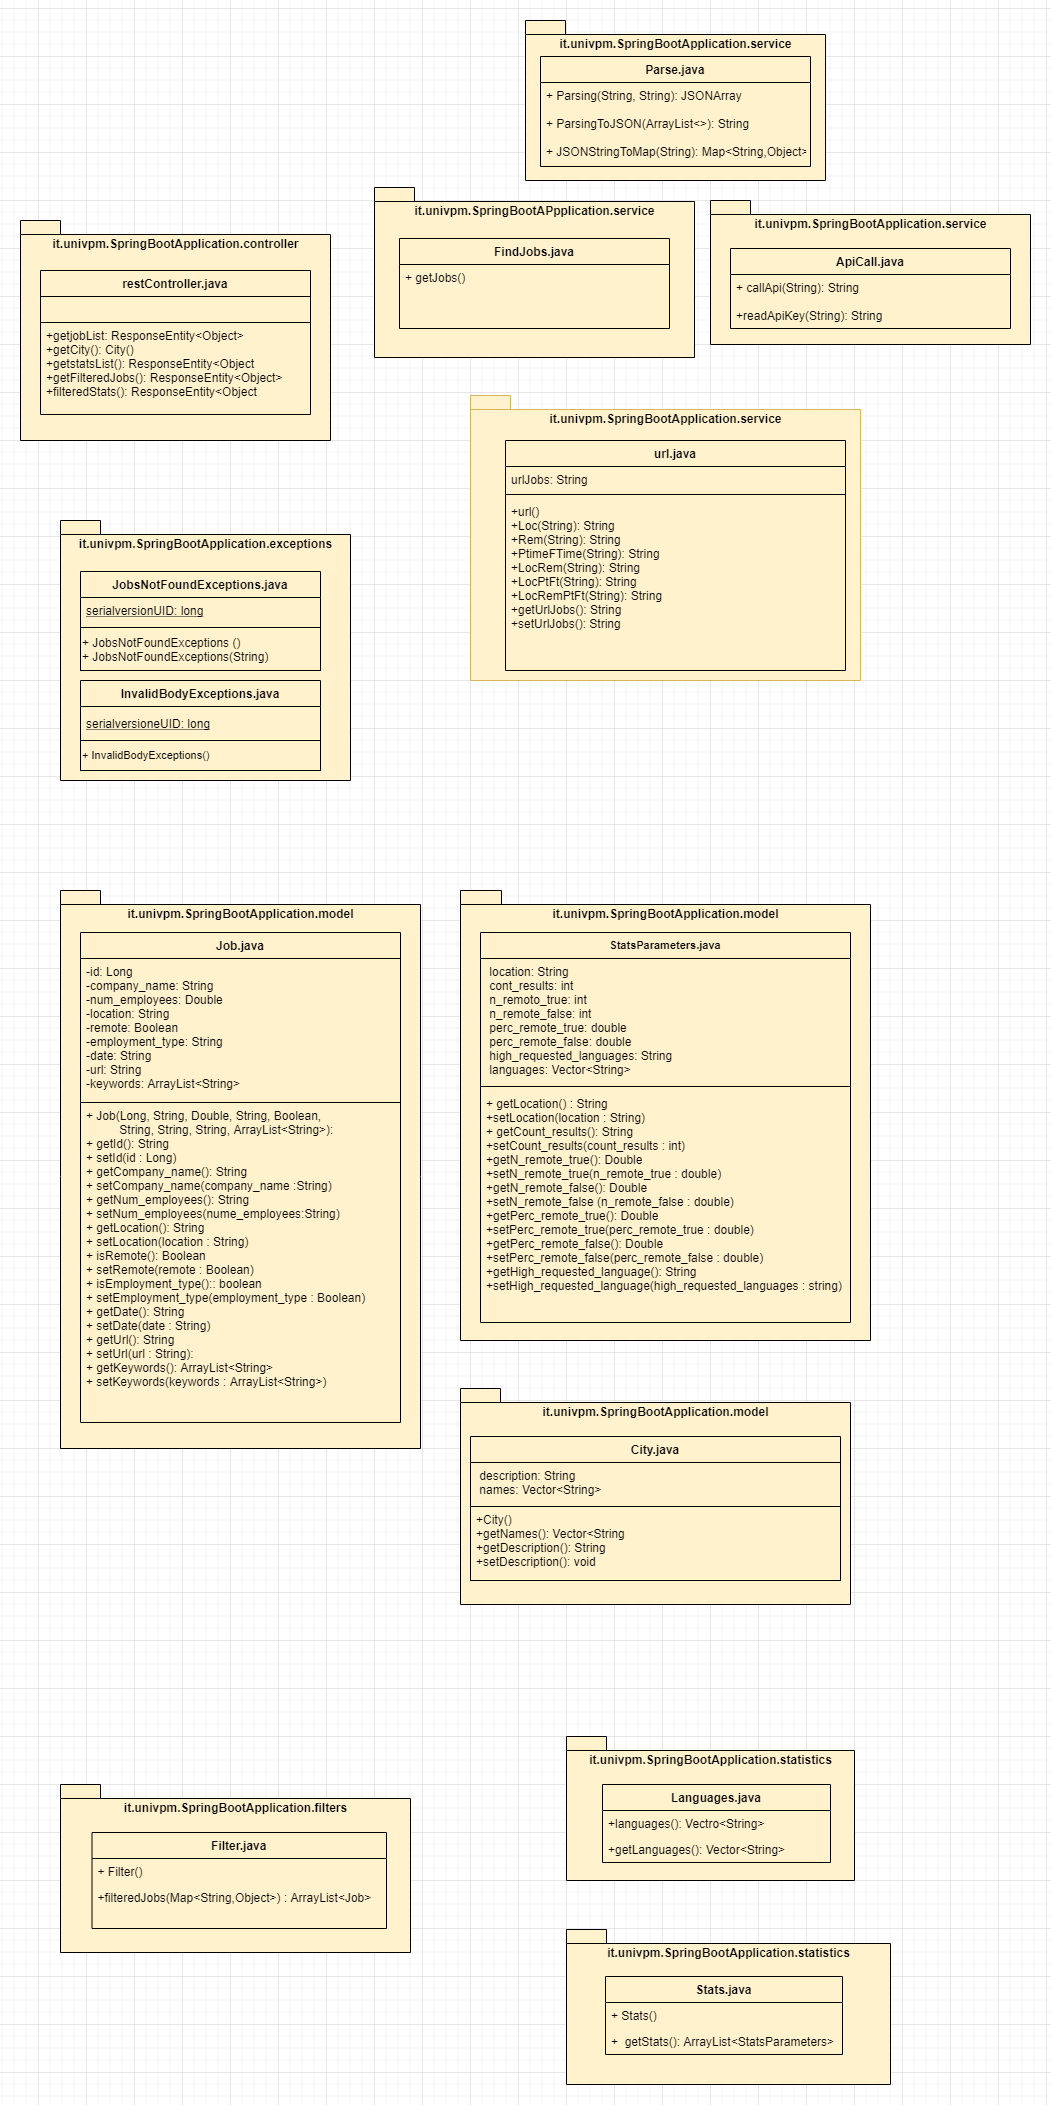 it.univpm.SpringBootApplication.service
Parse.java
+ Parsing(String, String): JSONArray
+ ParsingToJSON(ArrayList<>): String
+ JSONStringToMap(String): Map<String,Object>
it.univpm.SpringBootAPpplication.service
FindJobs.java
+ getJobs()
it.univpm.SpringBootApplication.service
ApiCall.java
+ callApi(String): String
+readApiKey(String): String
it.univpm.SpringBootApplication.controller
restController.java
+getjobList: ResponseEntity<Object>
+getCity(): City()
+getstatsList(): ResponseEntity<Object
+getFilteredJobs(): ResponseEntity<Object>
+filteredStats(): ResponseEntity<Object
it.univpm.SpringBootApplication.service
url.java
urlJobs: String
+url()
+Loc(String): String
+Rem(String): String
+PtimeFTime(String): String
+LocRem(String): String
+LocPtFt(String): String
+LocRemPtFt(String): String
+getUrlJobs(): String
+setUrlJobs(): String
it.univpm.SpringBootApplication.exceptions
JobsNotFoundExceptions.java
serialversionUID: long
+ JobsNotFoundExceptions ()
+ JobsNotFoundExceptions(String)
InvalidBodyExceptions.java
serialversioneUID: long
+ InvalidBodyExceptions()
it.univpm.SpringBootApplication.model
Job.java
-id: Long
-company_name: String
-num_employees: Double
-location: String
-remote: Boolean
-employment_type: String
-date: String
-url: String
-keywords: ArrayList<String>
+ Job(Long, String, Double, String, Boolean,
String, String, String, ArrayList<String>):
+ getId(): String
+ setId(id : Long)
+ getCompany_name(): String
+ setCompany_name(company_name :String)
+ getNum_employees(): String
+ setNum_employees(nume_employees:String)
+ getLocation(): String
+ setLocation(location : String)
+ isRemote(): Boolean
+ setRemote(remote : Boolean)
+ isEmployment_type():: boolean
+ setEmployment_type(employment_type : Boolean)
+ getDate(): String
+ setDate(date : String)
+ getUrl(): String
+ setUrl(url : String):
+ getKeywords(): ArrayList<String>
+ setKeywords(keywords : ArrayList<String>)
it.univpm.SpringBootApplication.model
StatsParameters.java
location: String
cont_results: int
n_remoto_true: int
n_remote_false: int
perc_remote_true: double
perc_remote_false: double
high_requested_languages: String
languages: Vector<String>
+ getLocation() : String
+setLocation(location : String)
+ getCount_results(): String
+setCount_results(count_results : int)
+getN_remote_true(): Double
+setN_remote_true(n_remote_true : double)
+getN_remote_false(): Double
+setN_remote_false (n_remote_false : double)
+getPerc_remote_true(): Double
+setPerc_remote_true(perc_remote_true : double)
+getPerc_remote_false(): Double
+setPerc_remote_false(perc_remote_false : double)
+getHigh_requested_language(): String
+setHigh_requested_language(high_requested_languages : string)
it.univpm.SpringBootApplication.model
City.java
description: String
names: Vector<String>
+City()
+getNames(): Vector<String
+getDescription(): String
+setDescription(): void
it.univpm.SpringBootApplication.statistics
Languages.java
+languages(): Vectro<String>
+getLanguages(): Vector<String>
it.univpm.SpringBootApplication.filters
Filter.java
+ Filter()
+filteredJobs(Map<String,Object>) : ArrayList<Job>
it.univpm.SpringBootApplication.statistics
Stats.java
+ Stats()
+ getStats(): ArrayList<StatsParameters>